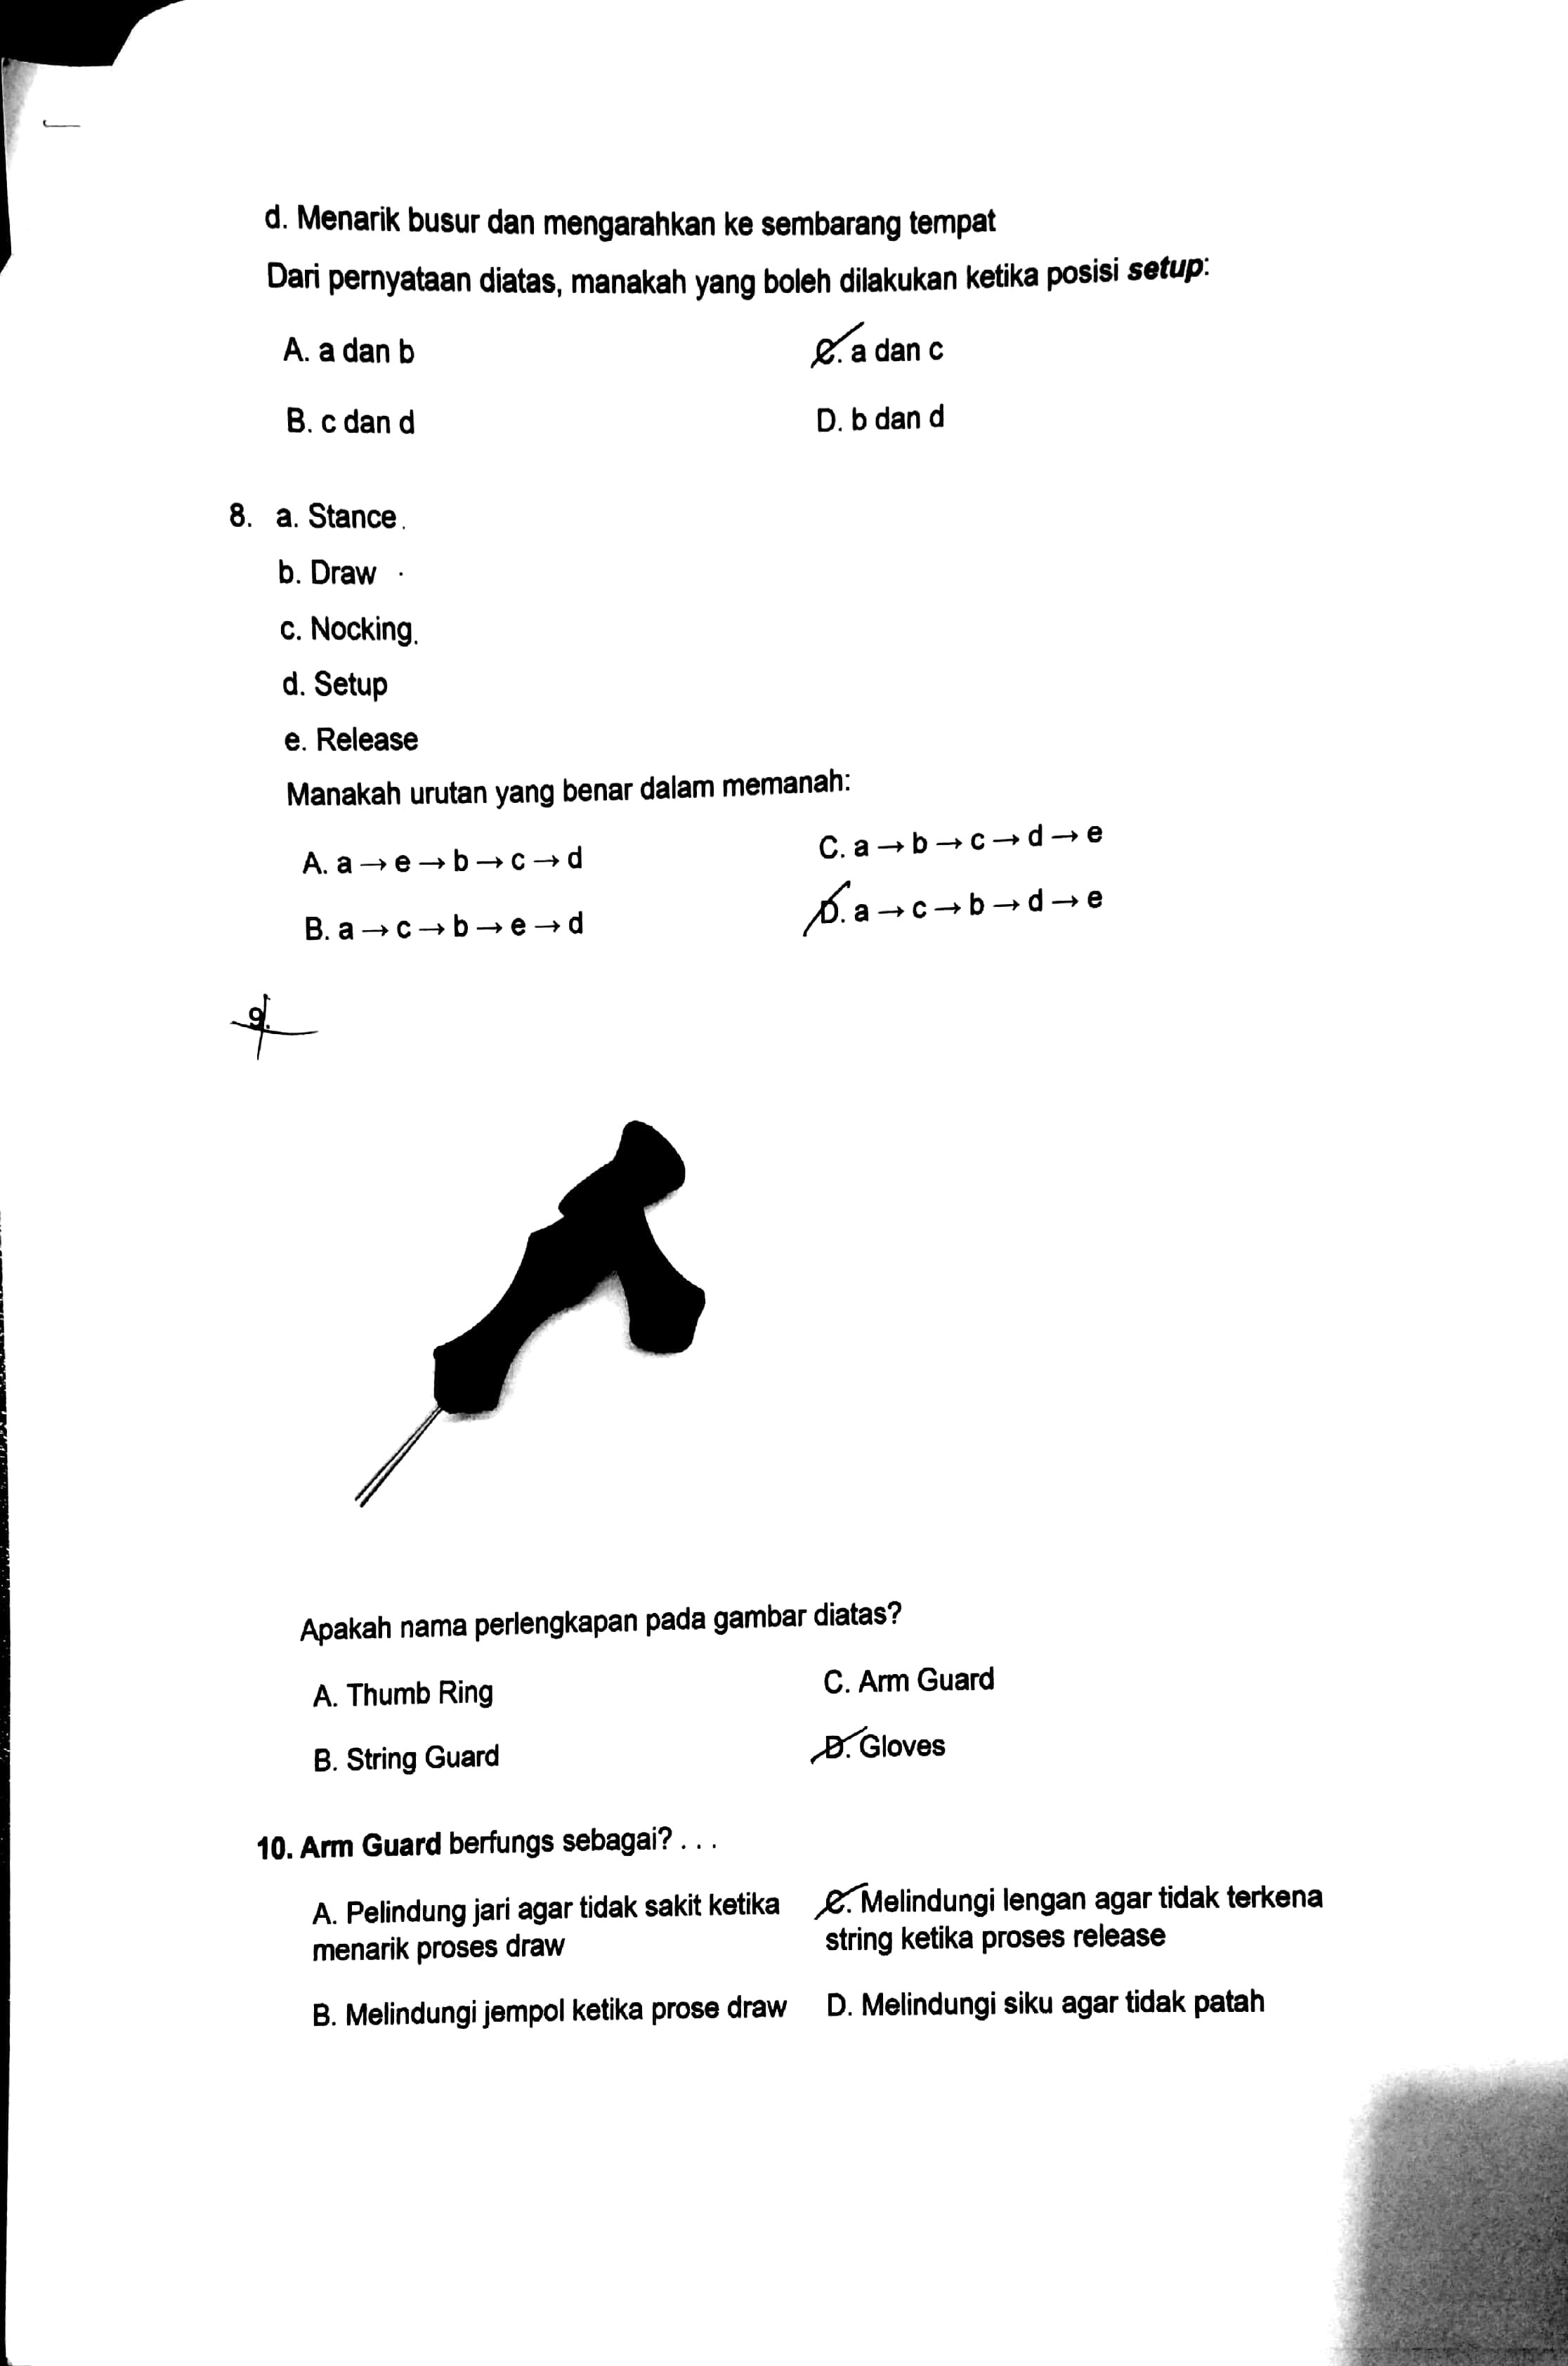 d. Menarik busur dan mengarahkan ke sembarang tempat
Dari pernyataan diatas, manakah yang boleh dilakukan ketika posisi setup:
A. a dan b
C. a dan c
B. c dan d
D. b dan d
8. a. Stance
b. Draw
c. Nocking
d. Setup
e. Release
Manakah urutan yang benar dalam memanah:
A. a → e → b → c → d
C. a → b → c → d → e
B. a → c → b → e → d
D. a → c → b → d → e
9.
Apakah nama perlengkapan pada gambar diatas?
A. Thumb Ring
C. Arm Guard
B. String Guard
D. Gloves
10. Arm Guard berfungs sebagai? . . .
A. Pelindung jari agar tidak sakit ketika
menarik proses draw
C. Melindungi lengan agar tidak terkena
string ketika proses release
B. Melindungi jempol ketika prose draw
D. Melindungi siku agar tidak patah